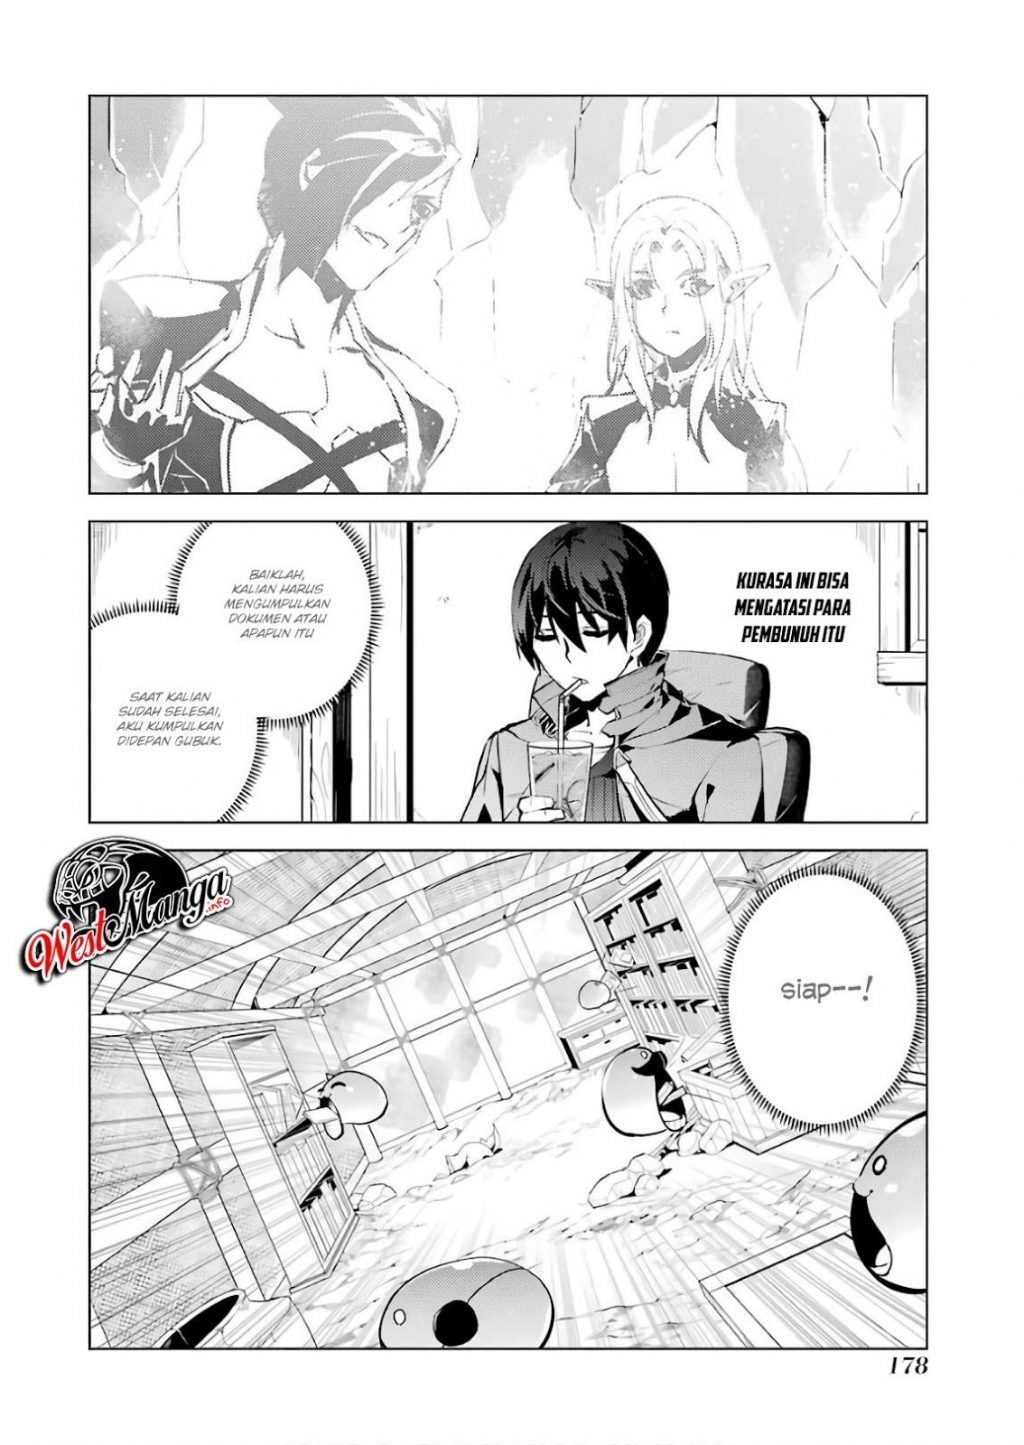 KURASA INI BISA
MENGATASI PARA
PEMBUNUH ITU
BAIKLAH,
KALIAN HARUS
MENGUMPULKAN
DOKUMEN ATAU
APAPUN ITU
SAAT KALIAN
SUDAH SELESAI,
AKU KUMPULKAN
DIDEPAN GUBUK.
WestManga
.info
siap--!
178